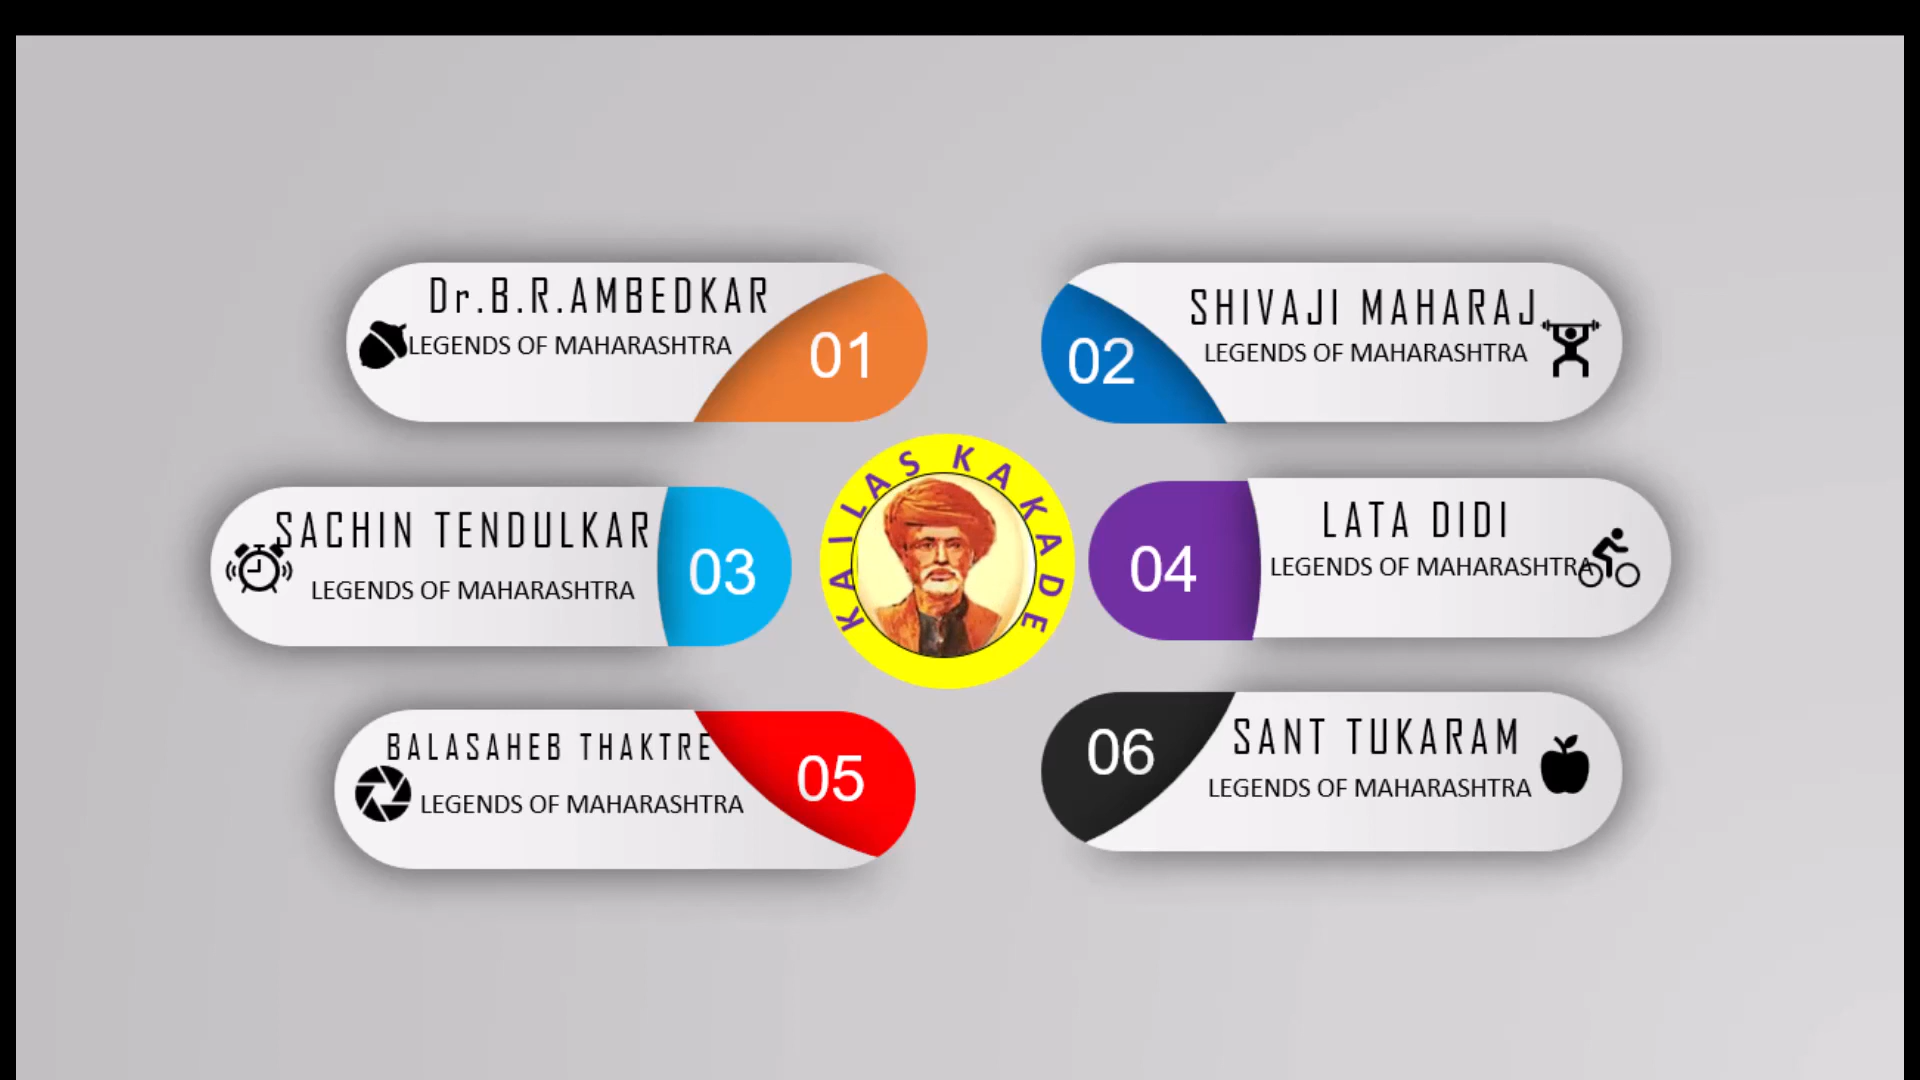 Dr.B.R.AMBEDKAR
LEGENDS OF MAHARASHTRA
01
02
SHIVAJI MAHARAJ
LEGENDS OF MAHARASHTRA
SACHIN TENDULKAR
LEGENDS OF MAHARASHTRA
03
KAILAS KAKADE
04
LATA DIDI
LEGENDS OF MAHARASHTRA
BALASAHEB THAKTRE
LEGENDS OF MAHARASHTRA
05
06
SANT TUKARAM
LEGENDS OF MAHARASHTRA